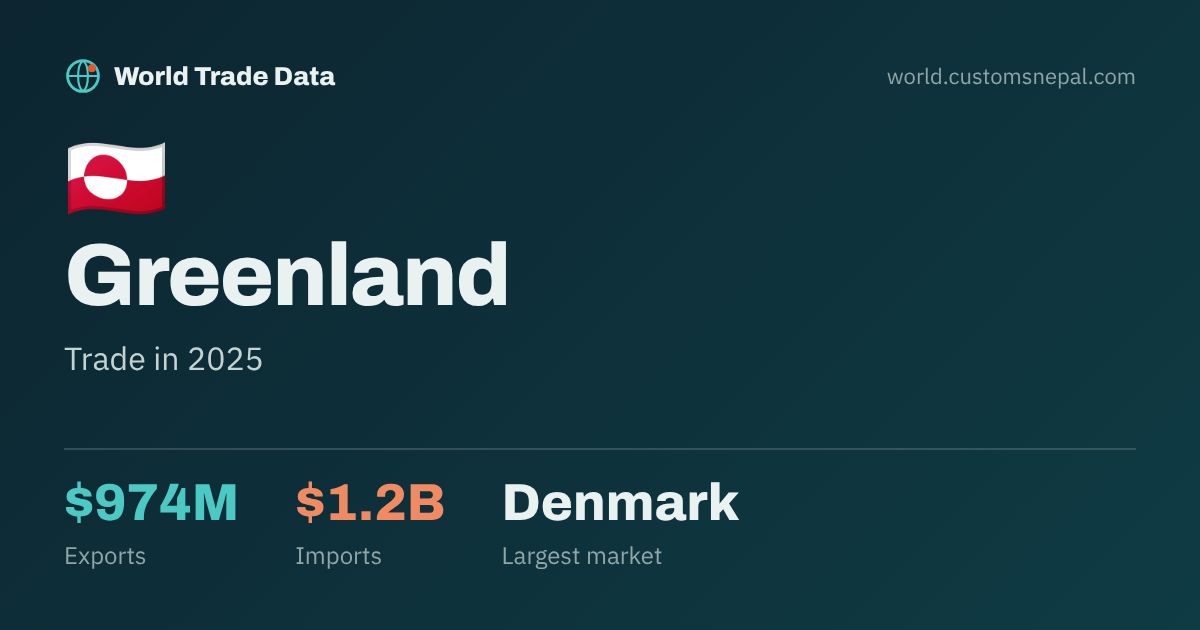 World Trade Data
world.customsnepal.com
Greenland
Trade in 2025
$974M
Exports
$1.2B
Imports
Denmark
Largest market